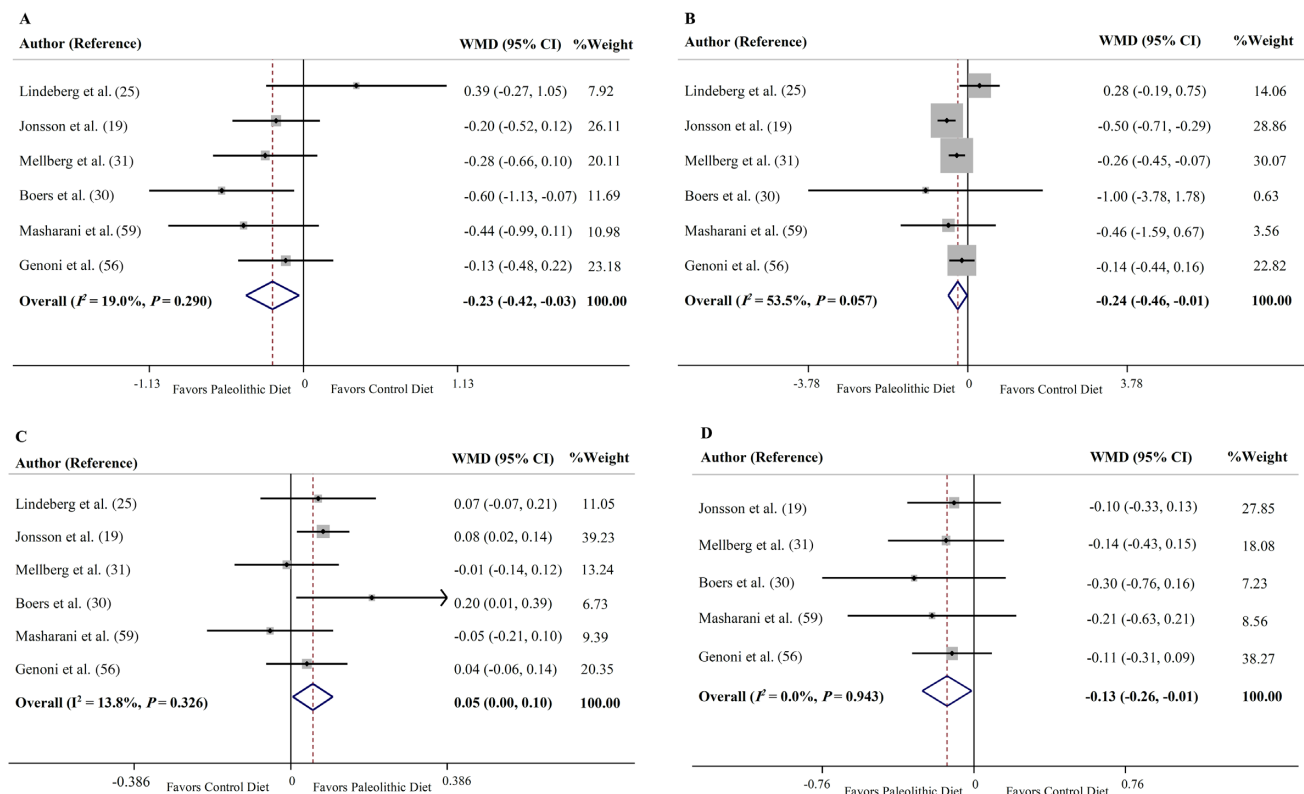 A
Author (Reference) WMD (95% CI) %Weight
Lindeberg et al. (25) 0.39 (-0.27, 1.05) 7.92
Jonsson et al. (19) -0.20 (-0.52, 0.12) 26.11
Mellberg et al. (31) -0.28 (-0.66, 0.10) 20.11
Boers et al. (30) -0.60 (-1.13, -0.07) 11.69
Masharani et al. (59) -0.44 (-0.99, 0.11) 10.98
Genoni et al. (56) -0.13 (-0.48, 0.22) 23.18
Overall (I² = 19.0%, P = 0.290) -0.23 (-0.42, -0.03) 100.00
-1.13 Favors Paleolithic Diet 0 Favors Control Diet 1.13
B
Author (Reference) WMD (95% CI) %Weight
Lindeberg et al. (25) 0.28 (-0.19, 0.75) 14.06
Jonsson et al. (19) -0.50 (-0.71, -0.29) 28.86
Mellberg et al. (31) -0.26 (-0.45, -0.07) 30.07
Boers et al. (30) -1.00 (-3.78, 1.78) 0.63
Masharani et al. (59) -0.46 (-1.59, 0.67) 3.56
Genoni et al. (56) -0.14 (-0.44, 0.16) 22.82
Overall (I² = 53.5%, P = 0.057) -0.24 (-0.46, -0.01) 100.00
-3.78 Favors Paleolithic Diet 0 Favors Control Diet 3.78
C
Author (Reference) WMD (95% CI) %Weight
Lindeberg et al. (25) 0.07 (-0.07, 0.21) 11.05
Jonsson et al. (19) 0.08 (0.02, 0.14) 39.23
Mellberg et al. (31) -0.01 (-0.14, 0.12) 13.24
Boers et al. (30) 0.20 (0.01, 0.39) 6.73
Masharani et al. (59) -0.05 (-0.21, 0.10) 9.39
Genoni et al. (56) 0.04 (-0.06, 0.14) 20.35
Overall (I² = 13.8%, P = 0.326) 0.05 (0.00, 0.10) 100.00
-0.386 Favors Control Diet 0 Favors Paleolithic Diet 0.386
D
Author (Reference) WMD (95% CI) %Weight
Jonsson et al. (19) -0.10 (-0.33, 0.13) 27.85
Mellberg et al. (31) -0.14 (-0.43, 0.15) 18.08
Boers et al. (30) -0.30 (-0.76, 0.16) 7.23
Masharani et al. (59) -0.21 (-0.63, 0.21) 8.56
Genoni et al. (56) -0.11 (-0.31, 0.09) 38.27
Overall (I² = 0.0%, P = 0.943) -0.13 (-0.26, -0.01) 100.00
-0.76 Favors Paleolithic Diet 0 Favors Control Diet 0.76